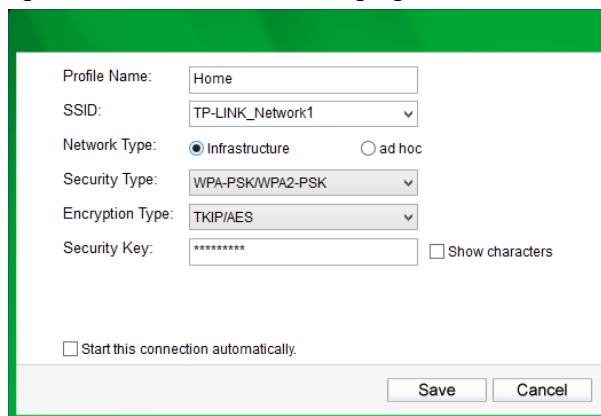 Profile Name: Home
SSID: TP-LINK_Network1
Network Type: Infrastructure ad hoc
Security Type: WPA-PSK/WPA2-PSK
Encryption Type: TKIP/AES
Security Key: ********* Show characters
Start this connection automatically.
Save Cancel